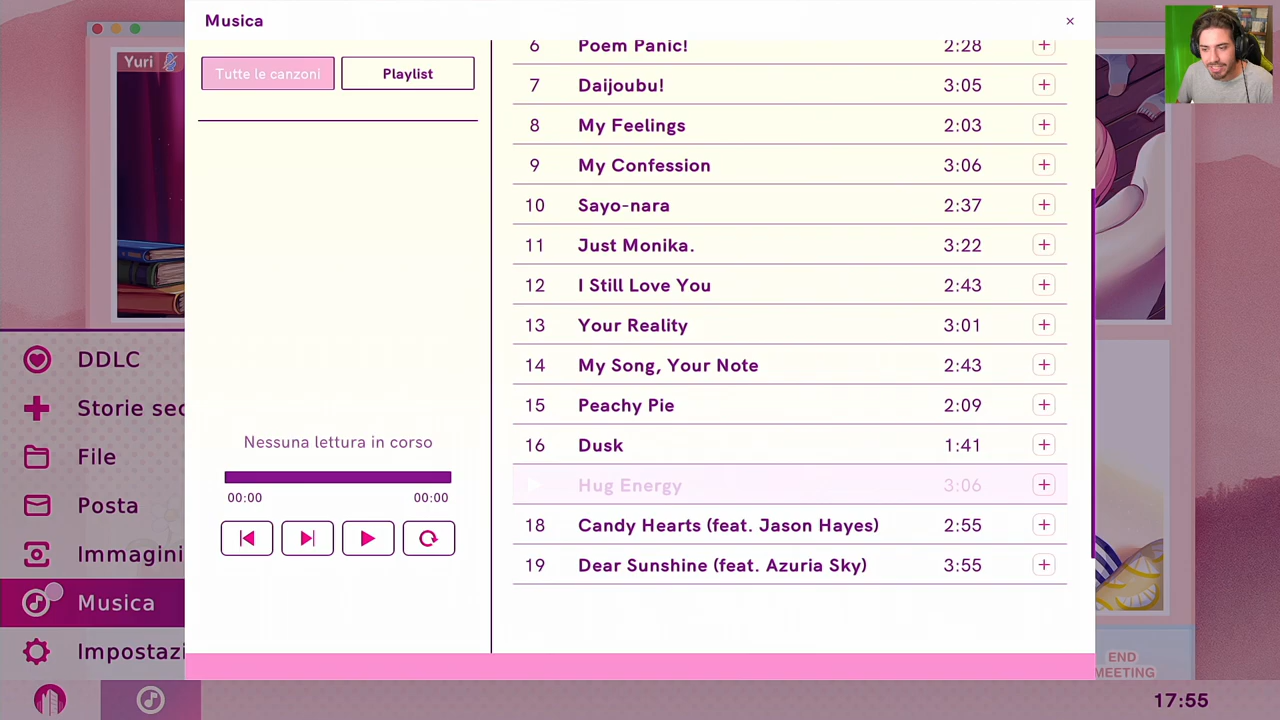 Musica
×
Yuri
Tutte le canzoni
Playlist
6 Poem Panic! 2:28 +
7 Daijoubu! 3:05 +
8 My Feelings 2:03 +
9 My Confession 3:06 +
10 Sayo-nara 2:37 +
11 Just Monika. 3:22 +
12 I Still Love You 2:43 +
13 Your Reality 3:01 +
14 My Song, Your Note 2:43 +
15 Peachy Pie 2:09 +
16 Dusk 1:41 +
Hug Energy 3:06 +
18 Candy Hearts (feat. Jason Hayes) 2:55 +
19 Dear Sunshine (feat. Azuria Sky) 3:55 +
Nessuna lettura in corso
00:00 00:00
DDLC
Storie sec
File
Posta
Immagini
Musica
Impostazi
END
MEETING
17:55